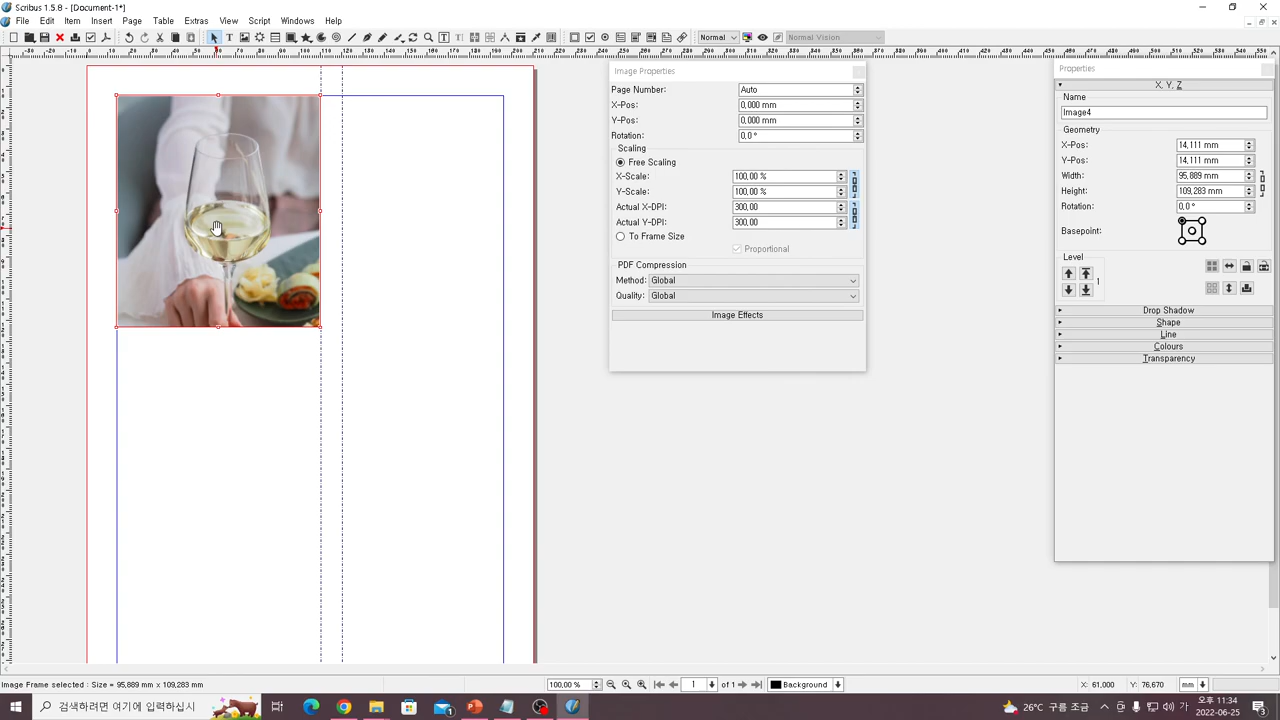 Scribus 1.5.8 - [Document-1*]
File Edit Item Insert Page Table Extras View Script Windows Help
Normal Normal Vision
Image Properties
Page Number: Auto
X-Pos: 0,000 mm
Y-Pos: 0,000 mm
Rotation: 0,0 °
Scaling
Free Scaling
X-Scale: 100,00 %
Y-Scale: 100,00 %
Actual X-DPI: 300,00
Actual Y-DPI: 300,00
To Frame Size
Proportional
PDF Compression
Method: Global
Quality: Global
Image Effects
Properties
X, Y, Z
Name
Image4
Geometry
X-Pos: 14,111 mm
Y-Pos: 14,111 mm
Width: 95,889 mm
Height: 109,283 mm
Rotation: 0,0 °
Basepoint:
Level
1
Drop Shadow
Shape
Line
Colours
Transparency
Image Frame selected : Size = 95,889 mm x 109,283 mm
100,00 % 1 of 1 Background X: 61,000 Y: 76,670 mm
검색하려면 여기에 입력하십시
26°C 구름 조금 가 오후 11:34
2022-06-25